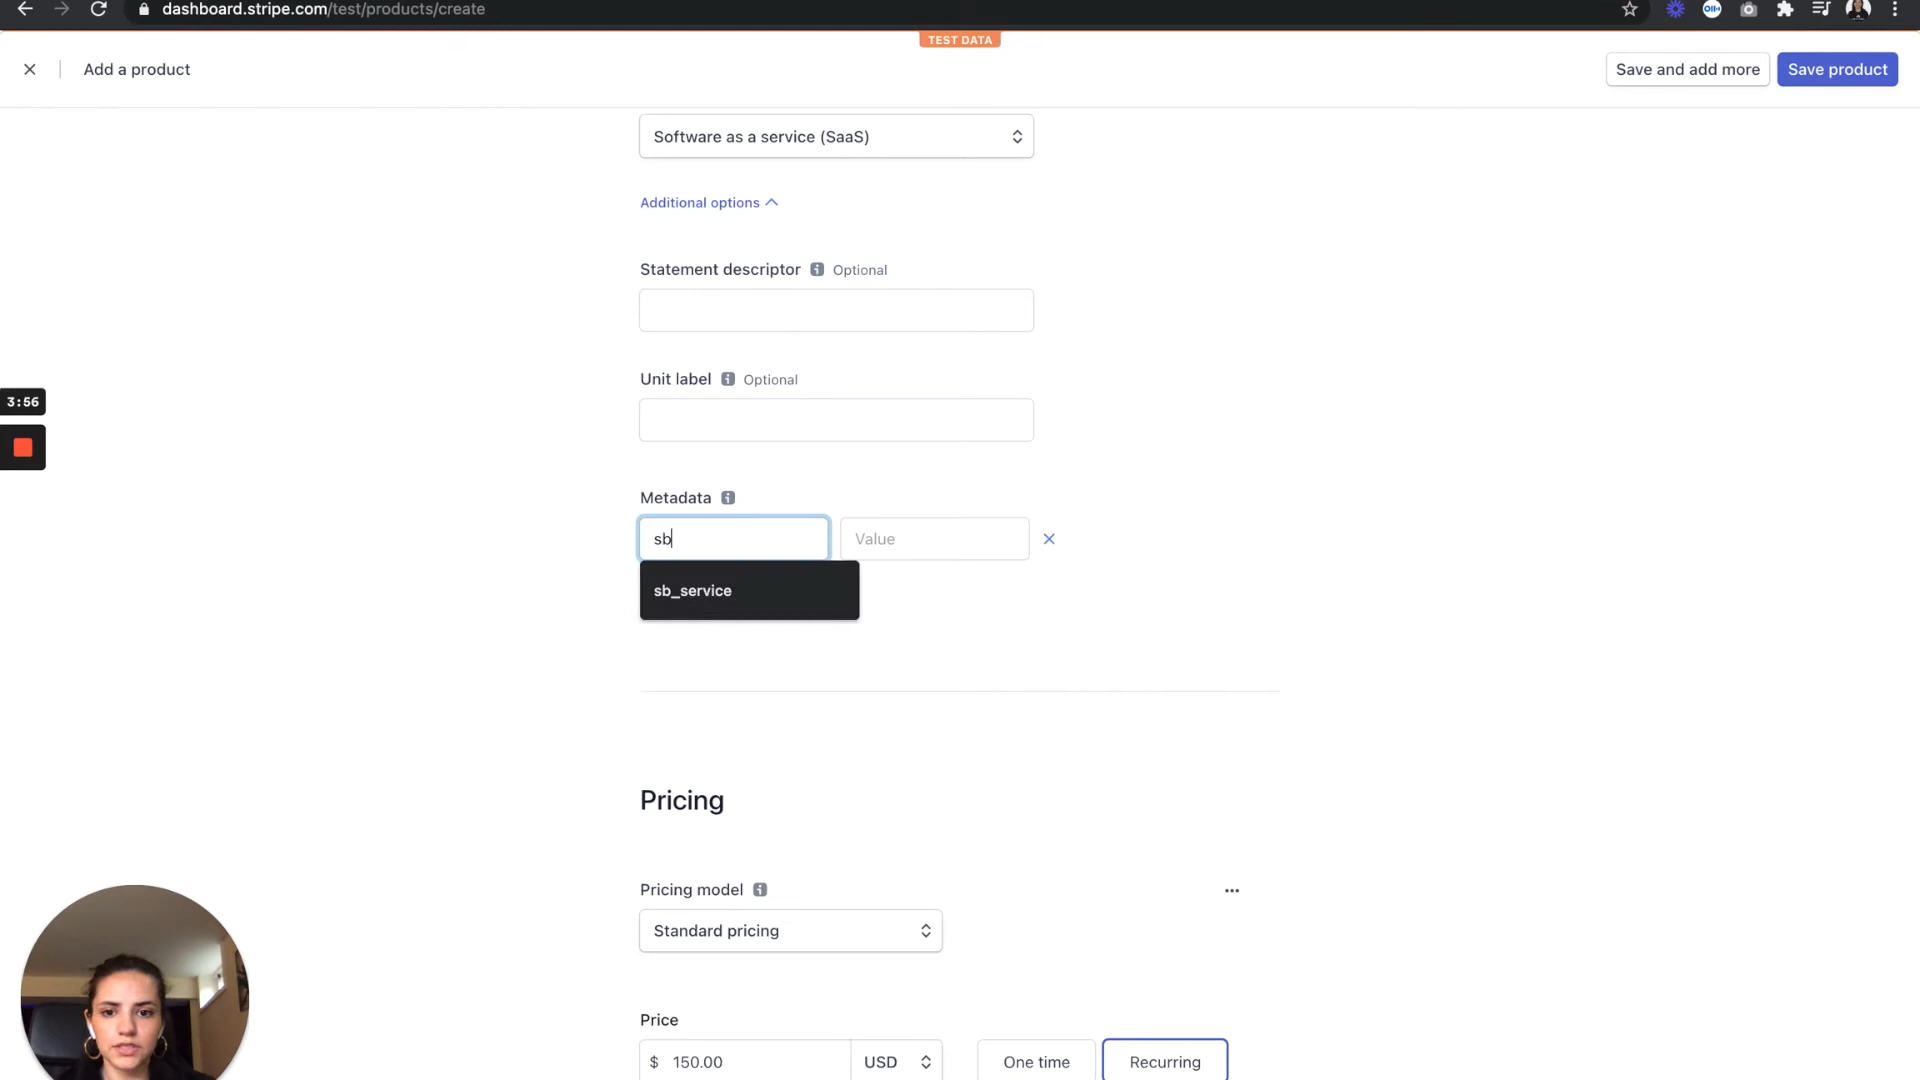 dashboard.stripe.com/test/products/create
TEST DATA
Add a product
Save and add more
Save product
Software as a service (SaaS)
Additional options
Statement descriptor Optional
Unit label Optional
3:56
Metadata
sb
Value
sb_service
Pricing
Pricing model
Standard pricing
Price
$ 150.00 USD One time Recurring